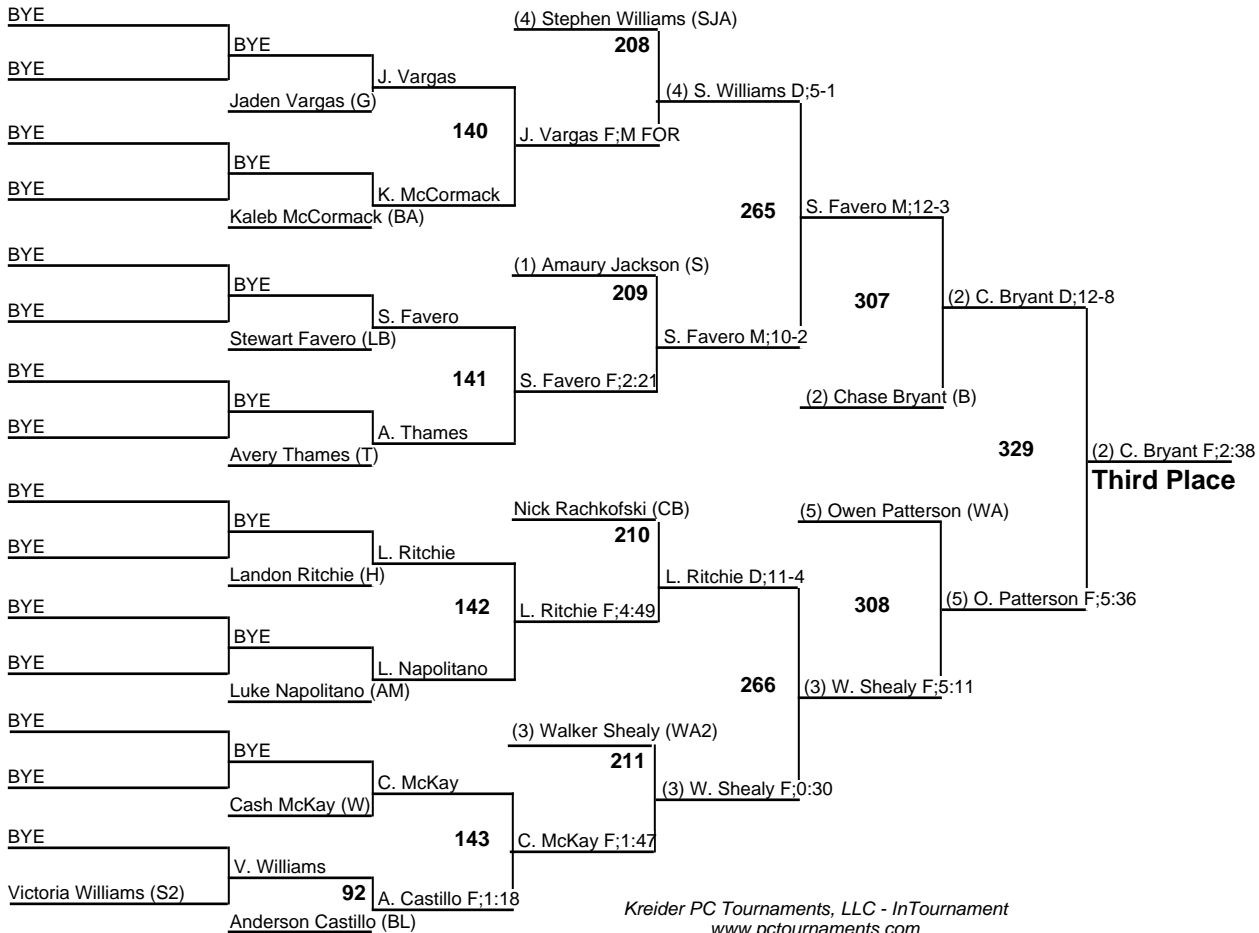 BYE
(4) Stephen Williams (SJA)
208
BYE
J. Vargas
BYE
(4) S. Williams D;5-1
Jaden Vargas (G)
140
J. Vargas F;M FOR
BYE
BYE
K. McCormack
BYE
265
S. Favero M;12-3
Kaleb McCormack (BA)
BYE
(1) Amaury Jackson (S)
BYE
209
307
(2) C. Bryant D;12-8
BYE
S. Favero
Stewart Favero (LB)
S. Favero M;10-2
BYE
141
S. Favero F;2:21
BYE
(2) Chase Bryant (B)
BYE
A. Thames
329
(2) C. Bryant F;2:38
Avery Thames (T)
Third Place
BYE
Nick Rachkofski (CB)
(5) Owen Patterson (WA)
BYE
210
BYE
L. Ritchie
Landon Ritchie (H)
L. Ritchie D;11-4
308
(5) O. Patterson F;5:36
BYE
142
L. Ritchie F;4:49
BYE
BYE
L. Napolitano
266
(3) W. Shealy F;5:11
Luke Napolitano (AM)
BYE
(3) Walker Shealy (WA2)
BYE
211
BYE
C. McKay
(3) W. Shealy F;0:30
Cash McKay (W)
BYE
143
C. McKay F;1:47
V. Williams
Victoria Williams (S2)
92
A. Castillo F;1:18
Anderson Castillo (BL)
Kreider PC Tournaments, LLC - InTournament
www.pctournaments.com